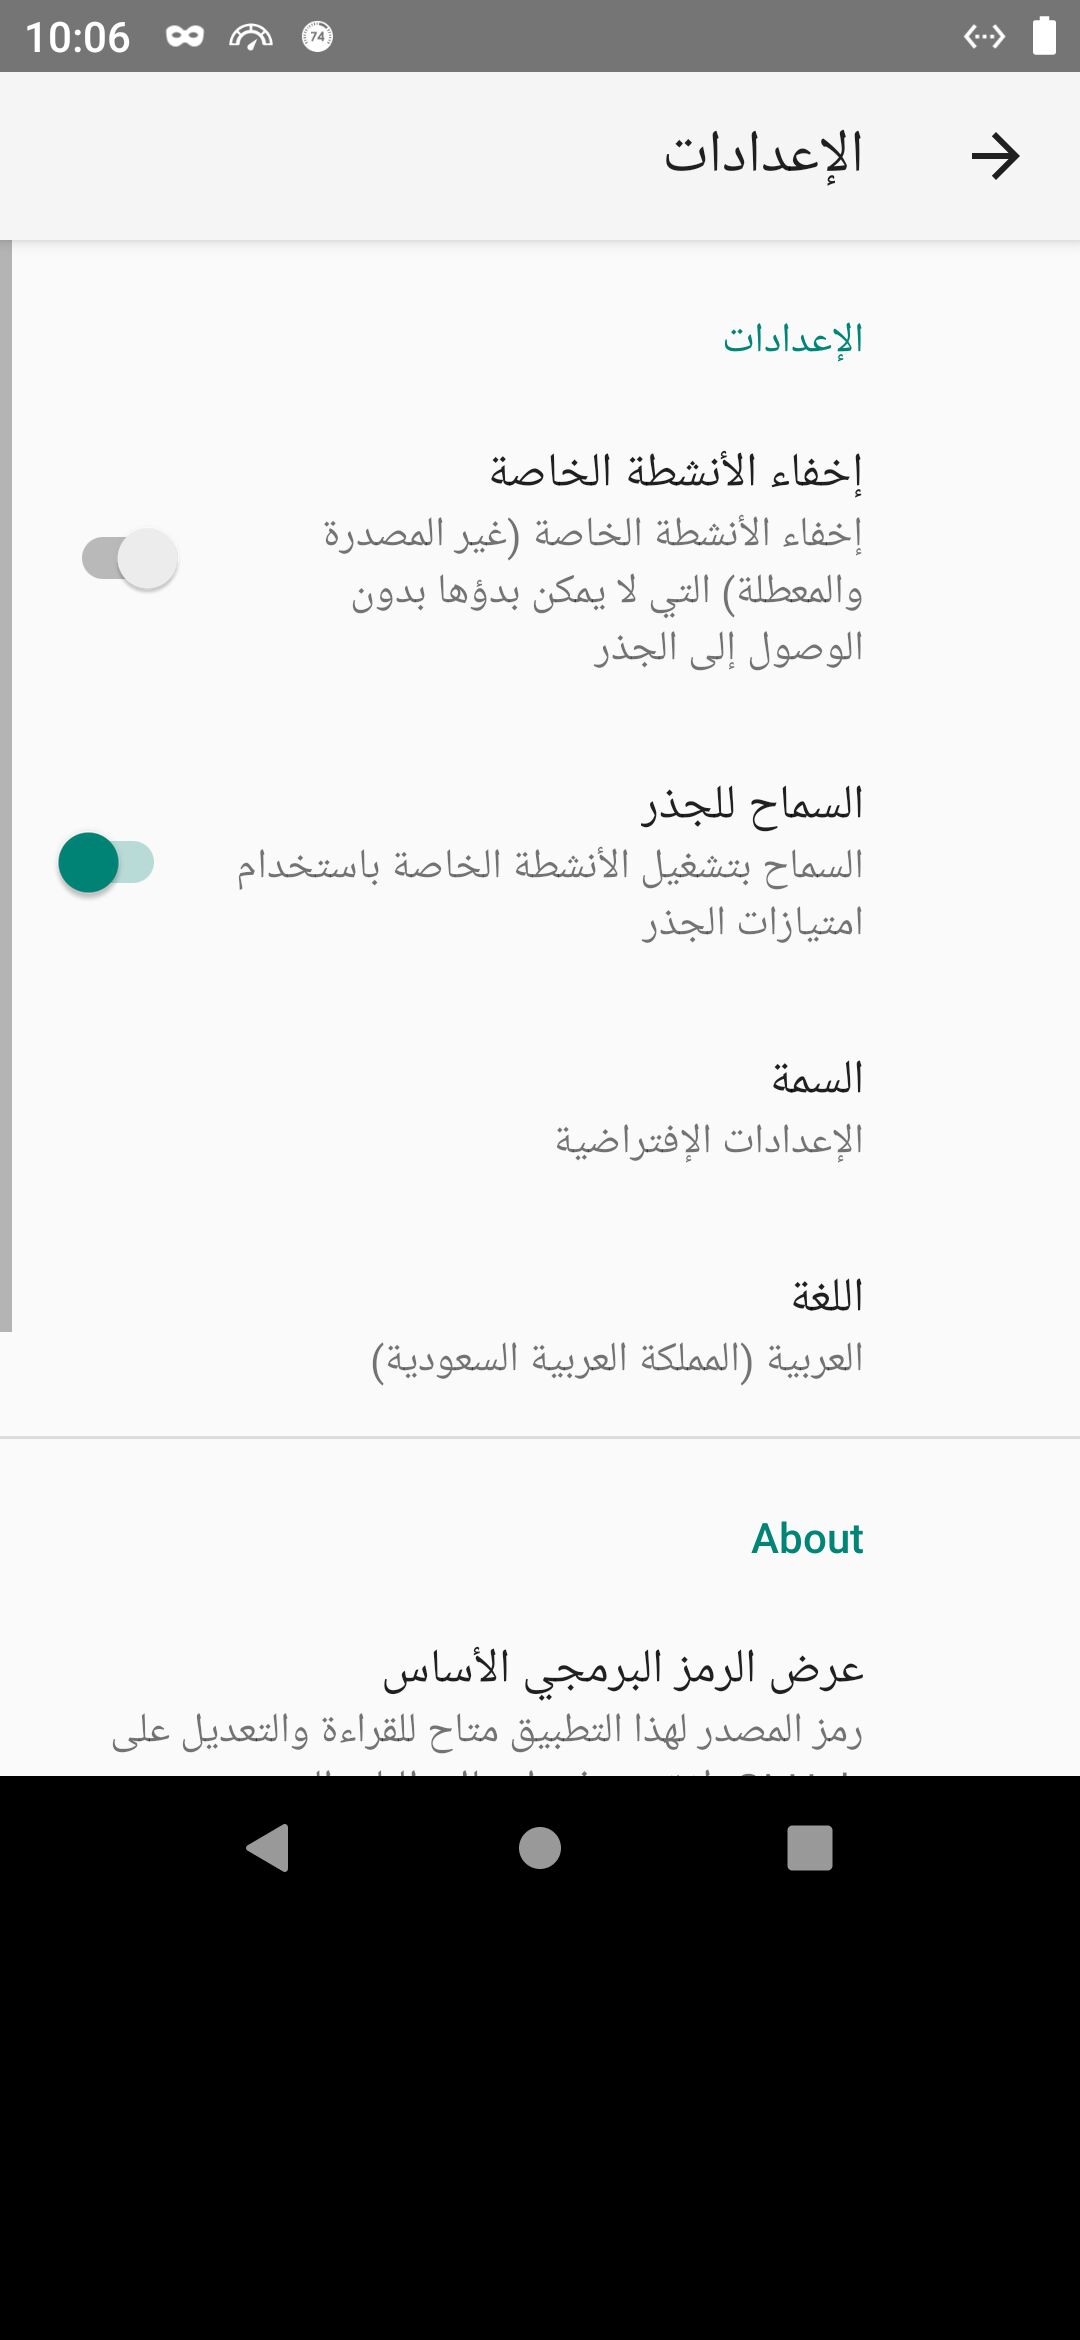 10:06
74
الإعدادات
الإعدادات
إخفاء الأنشطة الخاصة
إخفاء الأنشطة الخاصة (غير المصدرة
والمعطلة) التي لا يمكن بدؤها بدون
الوصول إلى الجذر
السماح للجذر
السماح بتشغيل الأنشطة الخاصة باستخدام
امتيازات الجذر
السمة
الإعدادات الإفتراضية
اللغة
العربية (المملكة العربية السعودية)
About
عرض الرمز البرمجي الأساس
رمز المصدر لهذا التطبيق متاح للقراءة والتعديل على